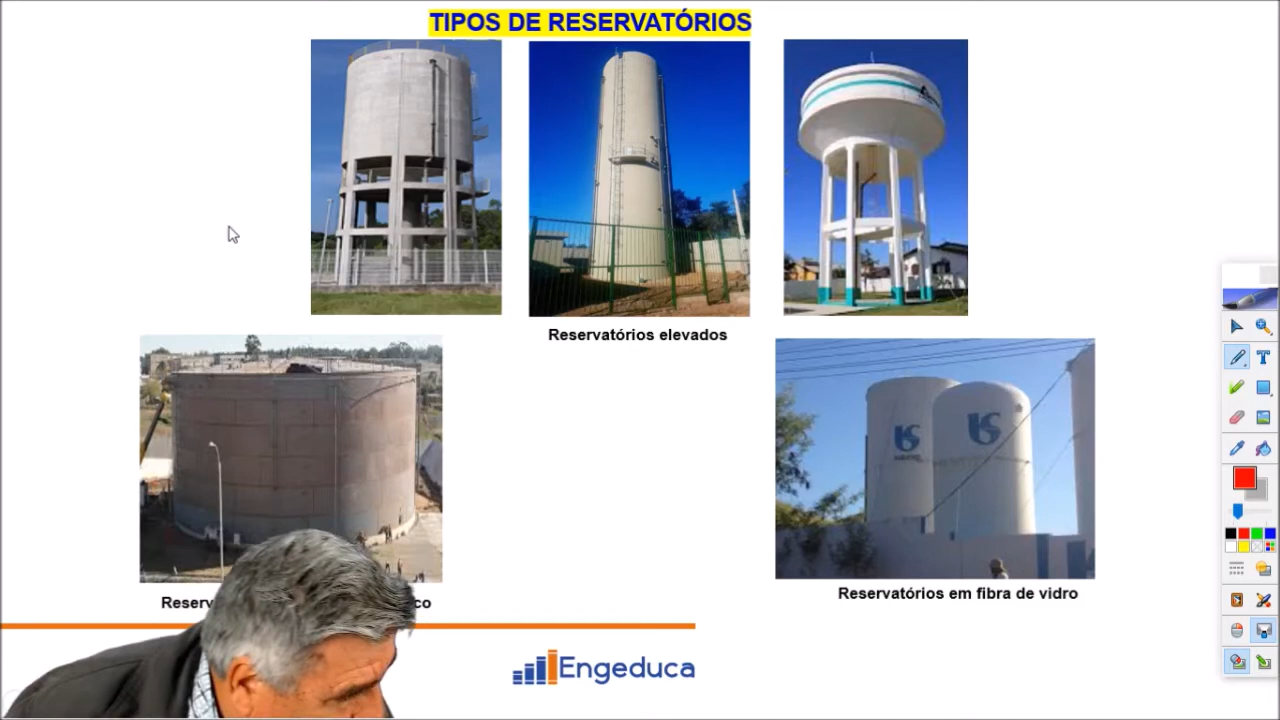 TIPOS DE RESERVATÓRIOS
Reservatórios elevados
Reserv co
Reservatórios em fibra de vidro
Engeduca